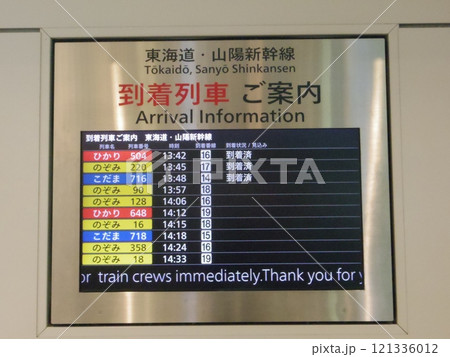 東海道・山陽新幹線
Tōkaidō, Sanyō Shinkansen
到着列車 ご案内
Arrival Information
到着列車ご案内 東海道・山陽新幹線
列車名 列車番号 時刻 到着番線 到着状況／見込み
ひかり 504 13:42 16 到着済
のぞみ 220 13:45 17 到着済
こだま 716 13:48 14 到着済
のぞみ 90 13:57 18
のぞみ 128 14:06 16
ひかり 648 14:12 19
のぞみ 16 14:15 18
こだま 718 14:18 15
のぞみ 358 14:24 16
のぞみ 18 14:33 19
or train crews immediately.Thank you for
PIXTA
pixta.jp - 121336012